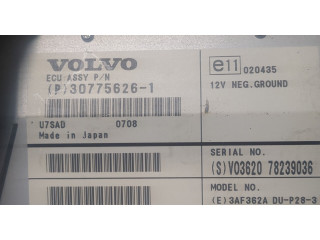 VOLVO
ECU ASSY P/N
(P)30775626-1
e11 020435
12V NEG.GROUND
U7SAD 0708
Made in Japan
SERIAL NO.
(S)VO3620 78239036
MODEL NO.
(E)3AF362A DU-P28-3